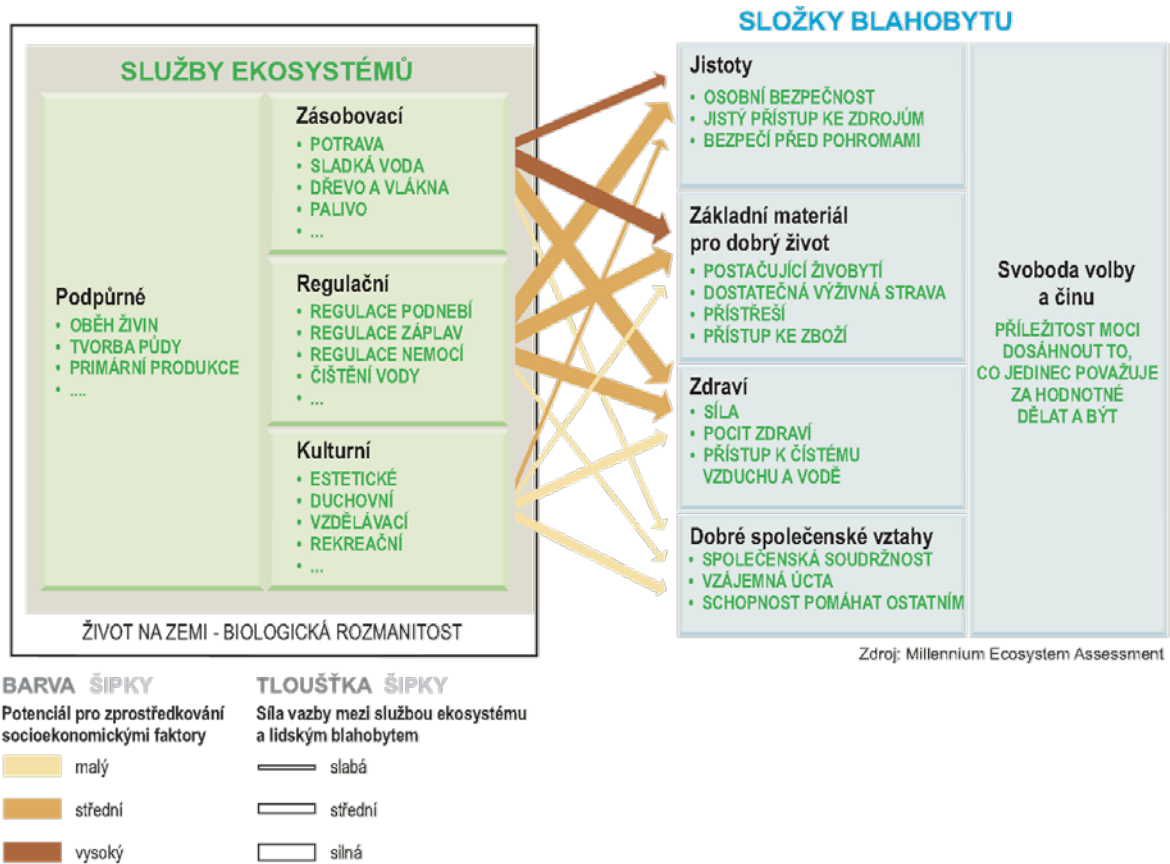 SLUŽBY EKOSYSTÉMŮ
Podpůrné
• OBĚH ŽIVIN
• TVORBA PŮDY
• PRIMÁRNÍ PRODUKCE
• ....
Zásobovací
• POTRAVA
• SLADKÁ VODA
• DŘEVO A VLÁKNA
• PALIVO
• ...
Regulační
• REGULACE PODNEBÍ
• REGULACE ZÁPLAV
• REGULACE NEMOCÍ
• ČIŠTĚNÍ VODY
• ...
Kulturní
• ESTETICKÉ
• DUCHOVNÍ
• VZDĚLÁVACÍ
• REKREAČNÍ
• ...
ŽIVOT NA ZEMI - BIOLOGICKÁ ROZMANITOST
SLOŽKY BLAHOBYTU
Jistoty
• OSOBNÍ BEZPEČNOST
• JISTÝ PŘÍSTUP KE ZDROJŮM
• BEZPEČÍ PŘED POHROMAMI
Základní materiál
pro dobrý život
• POSTAČUJÍCÍ ŽIVOBYTÍ
• DOSTATEČNÁ VÝŽIVNÁ STRAVA
• PŘÍSTŘEŠÍ
• PŘÍSTUP KE ZBOŽÍ
Zdraví
• SÍLA
• POCIT ZDRAVÍ
• PŘÍSTUP K ČÍSTÉMU
VZDUCHU A VODĚ
Dobré společenské vztahy
• SPOLEČENSKÁ SOUDRŽNOST
• VZÁJEMNÁ ÚCTA
• SCHOPNOST POMÁHAT OSTATNÍM
Svoboda volby
a činu
PŘÍLEŽITOST MOCI
DOSÁHNOUT TO,
CO JEDINEC POVAŽUJE
ZA HODNOTNÉ
DĚLAT A BÝT
Zdroj: Millennium Ecosystem Assessment
BARVA ŠIPKY
Potenciál pro zprostředkování
socioekonomickými faktory
malý
střední
vysoký
TLOUŠŤKA ŠIPKY
Síla vazby mezi službou ekosystému
a lidským blahobytem
slabá
střední
silná